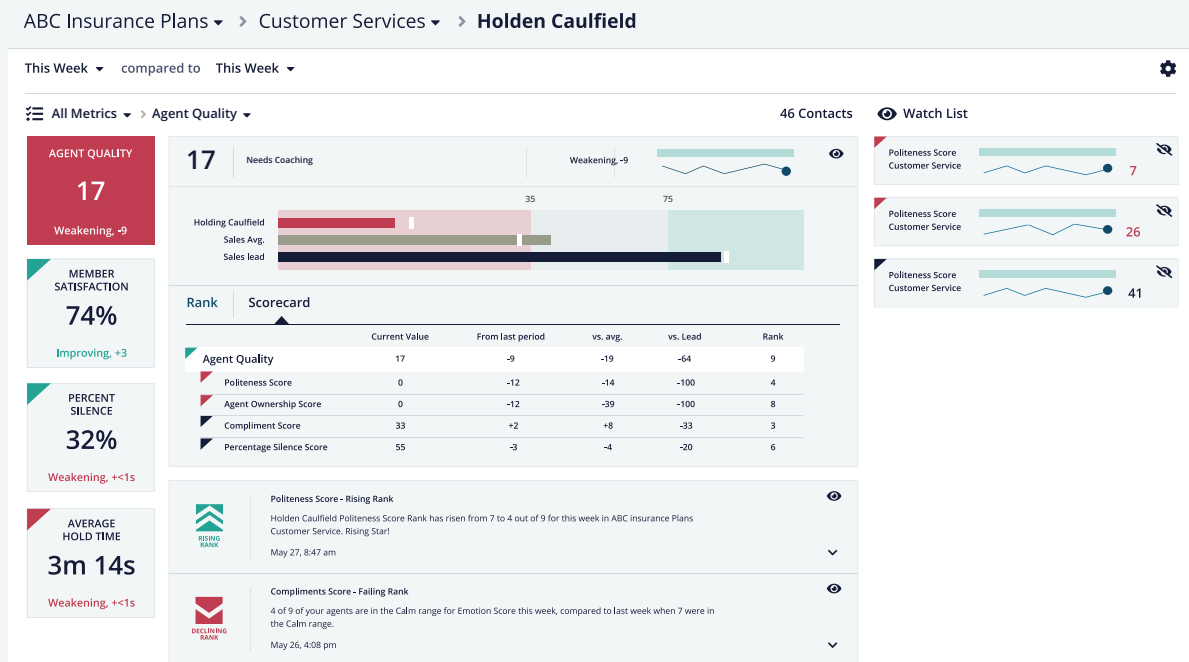 ABC Insurance Plans > Customer Services > Holden Caulfield
This Week compared to This Week
All Metrics > Agent Quality
46 Contacts
Watch List
AGENT QUALITY
17
Weakening, -9
MEMBER
SATISFACTION
74%
Improving, +3
PERCENT
SILENCE
32%
Weakening, +<1s
AVERAGE
HOLD TIME
3m 14s
Weakening, +<1s
17 Needs Coaching Weakening, -9
35 75
Holding Caulfield
Sales Avg.
Sales lead
Rank Scorecard
Current Value From last period vs. avg. vs. Lead Rank
Agent Quality 17 -9 -19 -64 9
Politeness Score 0 -12 -14 -100 4
Agent Ownership Score 0 -12 -39 -100 8
Compliment Score 33 +2 +8 -33 3
Percentage Silence Score 55 -3 -4 -20 6
RISING
RANK
Politeness Score - Rising Rank
Holden Caulfield Politeness Score Rank has risen from 7 to 4 out of 9 for this week in ABC insurance Plans
Customer Service. Rising Star!
May 27, 8:47 am
DECLINING
RANK
Compliments Score - Failing Rank
4 of 9 of your agents are in the Calm range for Emotion Score this week, compared to last week when 7 were in
the Calm range.
May 26, 4:08 pm
Politeness Score
Customer Service
7
Politeness Score
Customer Service
26
Politeness Score
Customer Service
41